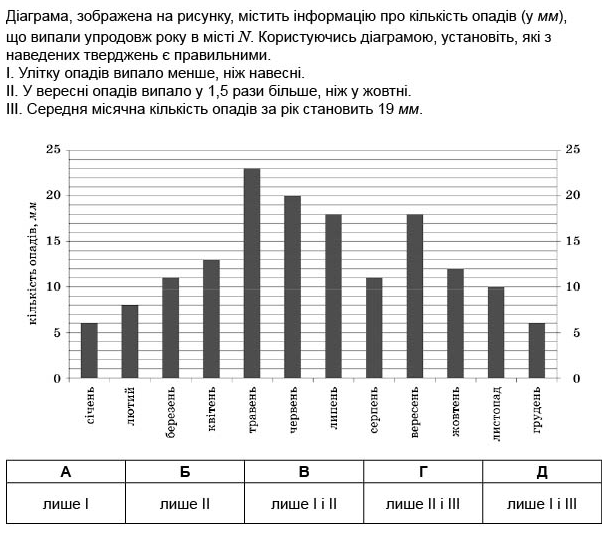 Діаграма, зображена на рисунку, містить інформацію про кількість опадів (у мм),
що випали упродовж року в місті N. Користуючись діаграмою, установіть, які з
наведених тверджень є правильними.
I. Улітку опадів випало менше, ніж навесні.
II. У вересні опадів випало у 1,5 рази більше, ніж у жовтні.
III. Середня місячна кількість опадів за рік становить 19 мм.
кількість опадів, мм
25 25
20 20
15 15
10 10
5 5
0 0
січень
лютий
березень
квітень
травень
червень
липень
серпень
вересень
жовтень
листопад
грудень
А Б В Г Д
лише I лише II лише I і II лише II і III лише I і III